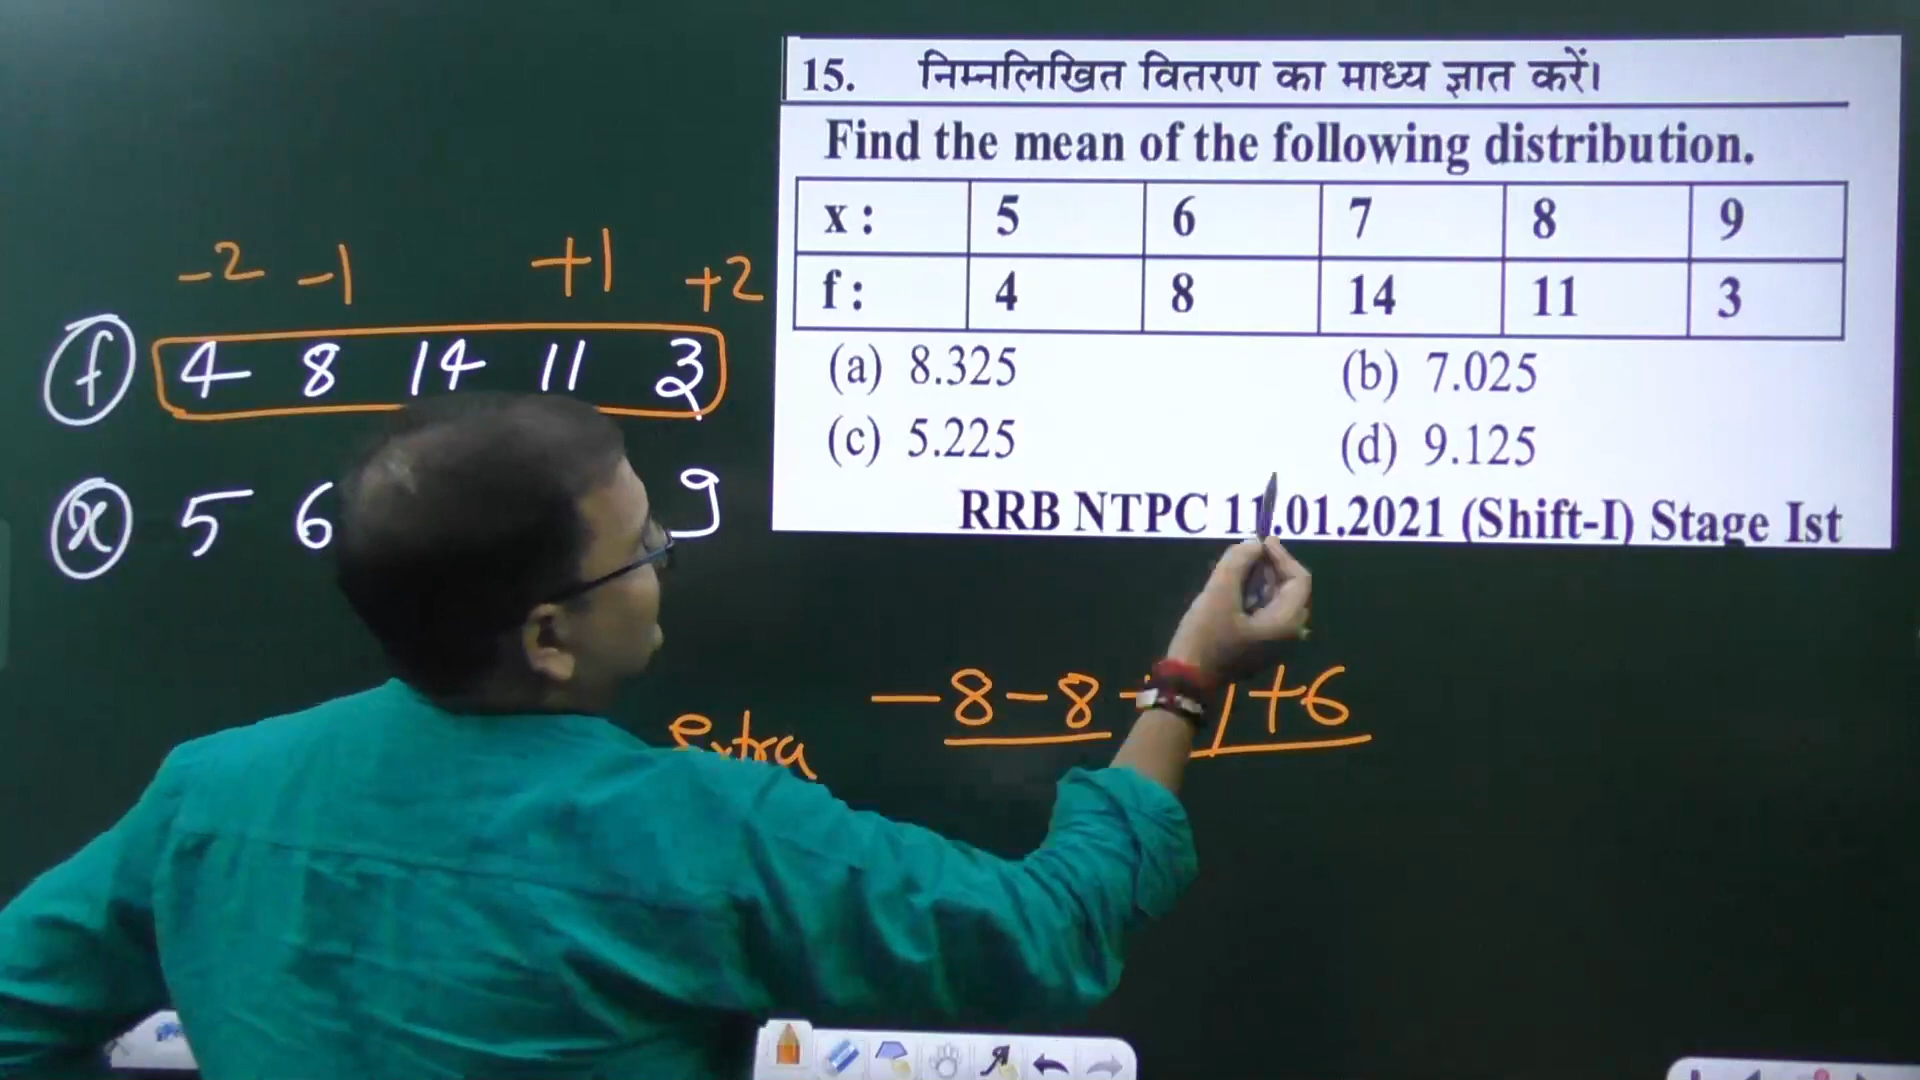 15. निम्नलिखित वितरण का माध्य ज्ञात करें।
Find the mean of the following distribution.
x : 5 6 7 8 9
f : 4 8 14 11 3
(a) 8.325 (b) 7.025
(c) 5.225 (d) 9.125
RRB NTPC 11.01.2021 (Shift-I) Stage Ist
-2 -1 +1 +2
f 4 8 14 11 3
x 5 6 9
extra -8-8 +6